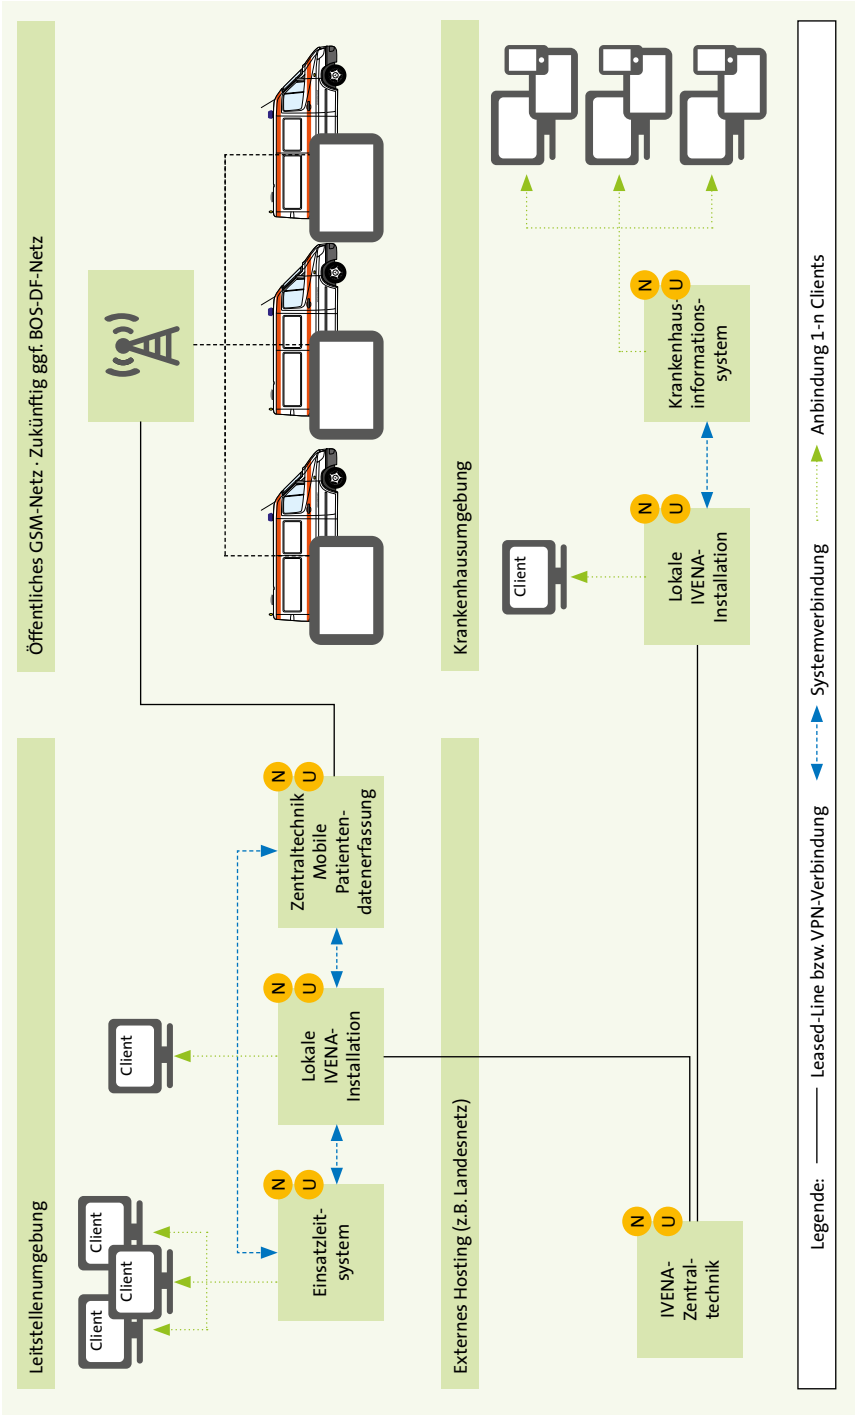 Leitstellenumgebung
Client
Client
Client
Client
Einsatzleit-
system
N
U
Lokale
IVENA-
Installation
N
U
Zentraltechnik
Mobile
Patienten-
datenerfassung
N
U
Öffentliches GSM-Netz · Zukünftig ggf. BOS-DF-Netz
Externes Hosting (z.B. Landesnetz)
IVENA-
Zentral-
technik
N
U
Krankenhausumgebung
Client
Lokale
IVENA-
Installation
N
U
Krankenhaus-
informations-
system
N
U
Legende: Leased-Line bzw. VPN-Verbindung Systemverbindung Anbindung 1-n Clients